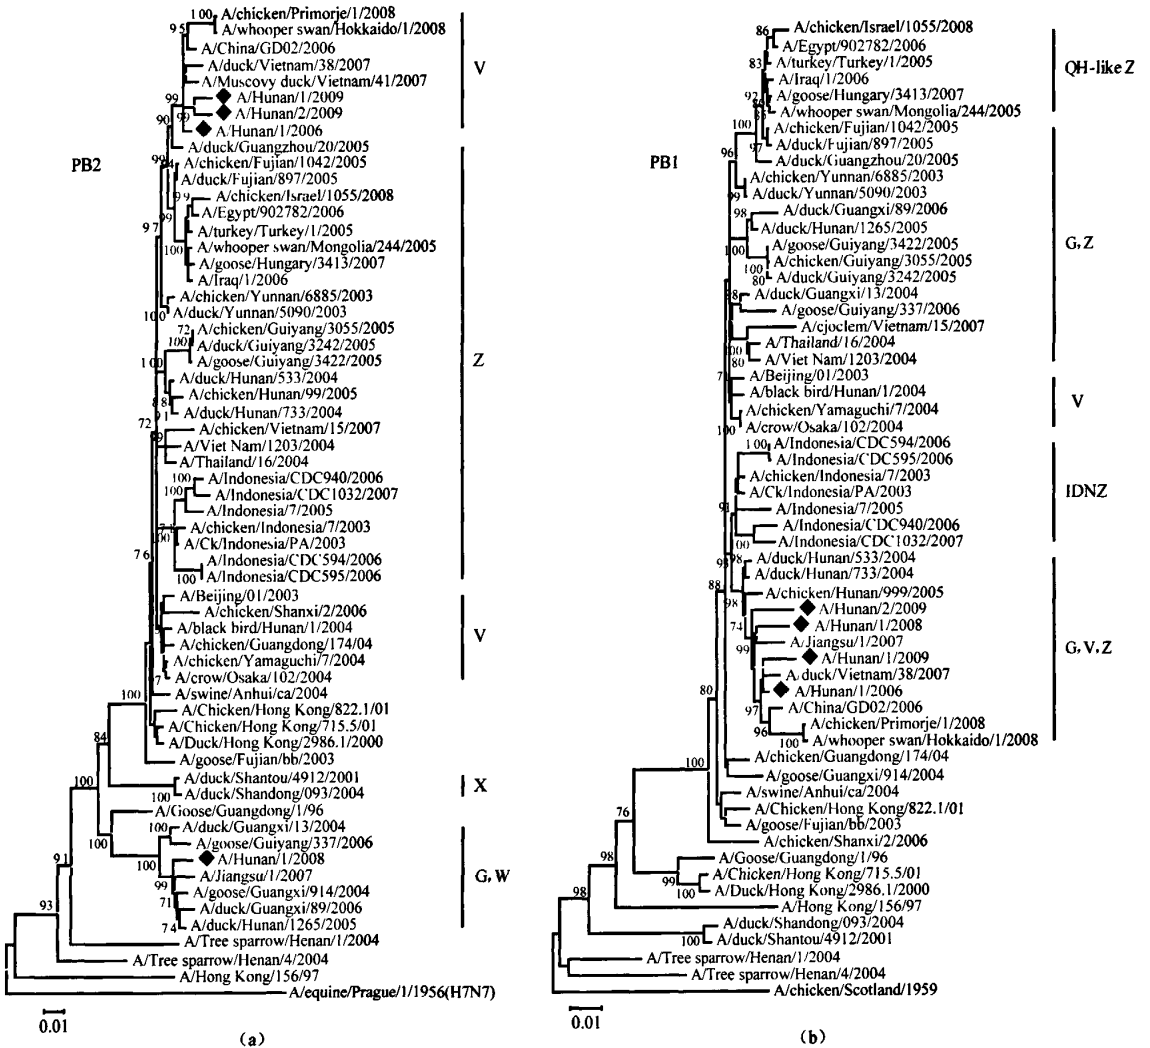 PB2
A/chicken/Primorje/1/2008
A/whooper swan/Hokkaido/1/2008
A/China/GD02/2006
A/duck/Vietnam/38/2007
A/Muscovy duck/Vietnam/41/2007
A/Hunan/1/2009
A/Hunan/2/2009
A/Hunan/1/2006
V
A/duck/Guangzhou/20/2005
A/chicken/Fujian/1042/2005
A/duck/Fujian/897/2005
A/chicken/Israel/1055/2008
A/Egypt/902782/2006
A/turkey/Turkey/1/2005
A/whooper swan/Mongolia/244/2005
A/goose/Hungary/3413/2007
A/Iraq/1/2006
A/chicken/Yunnan/6885/2003
A/duck/Yunnan/5090/2003
A/chicken/Guiyang/3055/2005
A/duck/Guiyang/3242/2005
A/goose/Guiyang/3422/2005
A/duck/Hunan/533/2004
A/chicken/Hunan/99/2005
A/duck/Hunan/733/2004
A/chicken/Vietnam/15/2007
A/Viet Nam/1203/2004
A/Thailand/16/2004
A/Indonesia/CDC940/2006
A/Indonesia/CDC1032/2007
A/Indonesia/7/2005
A/chicken/Indonesia/7/2003
A/Ck/Indonesia/PA/2003
A/Indonesia/CDC594/2006
A/Indonesia/CDC595/2006
Z
A/Beijing/01/2003
A/chicken/Shanxi/2/2006
A/black bird/Hunan/1/2004
A/chicken/Guangdong/174/04
A/chicken/Yamaguchi/7/2004
A/crow/Osaka/102/2004
V
A/swine/Anhui/ca/2004
A/Chicken/Hong Kong/822.1/01
A/Chicken/Hong Kong/715.5/01
A/Duck/Hong Kong/2986.1/2000
A/goose/Fujian/bb/2003
A/duck/Shantou/4912/2001
A/duck/Shandong/093/2004
X
A/Goose/Guangdong/1/96
A/duck/Guangxi/13/2004
A/goose/Guiyang/337/2006
A/Hunan/1/2008
A/Jiangsu/1/2007
A/goose/Guangxi/914/2004
A/duck/Guangxi/89/2006
A/duck/Hunan/1265/2005
G, W
A/Tree sparrow/Henan/1/2004
A/Tree sparrow/Henan/4/2004
A/Hong Kong/156/97
A/equine/Prague/1/1956(H7N7)
0.01
(a)
PB1
A/chicken/Israel/1055/2008
A/Egypt/902782/2006
A/turkey/Turkey/1/2005
A/Iraq/1/2006
A/goose/Hungary/3413/2007
A/whooper swan/Mongolia/244/2005
QH-like Z
A/chicken/Fujian/1042/2005
A/duck/Fujian/897/2005
A/duck/Guangzhou/20/2005
A/chicken/Yunnan/6885/2003
A/duck/Yunnan/5090/2003
A/duck/Guangxi/89/2006
A/duck/Hunan/1265/2005
A/goose/Guiyang/3422/2005
A/chicken/Guiyang/3055/2005
A/duck/Guiyang/3242/2005
A/duck/Guangxi/13/2004
A/goose/Guiyang/337/2006
A/cjoclem/Vietnam/15/2007
A/Thailand/16/2004
A/Viet Nam/1203/2004
G, Z
A/Beijing/01/2003
A/black bird/Hunan/1/2004
A/chicken/Yamaguchi/7/2004
A/crow/Osaka/102/2004
V
A/Indonesia/CDC594/2006
A/Indonesia/CDC595/2006
A/chicken/Indonesia/7/2003
A/Ck/Indonesia/PA/2003
A/Indonesia/7/2005
A/Indonesia/CDC940/2006
A/Indonesia/CDC1032/2007
IDNZ
A/duck/Hunan/533/2004
A/duck/Hunan/733/2004
A/chicken/Hunan/999/2005
A/Hunan/2/2009
A/Hunan/1/2008
A/Jiangsu/1/2007
A/Hunan/1/2009
A/duck/Vietnam/38/2007
A/Hunan/1/2006
A/China/GD02/2006
A/chicken/Primorje/1/2008
A/whooper swan/Hokkaido/1/2008
G, V, Z
A/chicken/Guangdong/174/04
A/goose/Guangxi/914/2004
A/swine/Anhui/ca/2004
A/Chicken/Hong Kong/822.1/01
A/goose/Fujian/bb/2003
A/chicken/Shanxi/2/2006
A/Goose/Guangdong/1/96
A/Chicken/Hong Kong/715.5/01
A/Duck/Hong Kong/2986.1/2000
A/Hong Kong/156/97
A/duck/Shandong/093/2004
A/duck/Shantou/4912/2001
A/Tree sparrow/Henan/1/2004
A/Tree sparrow/Henan/4/2004
A/chicken/Scotland/1959
0.01
(b)